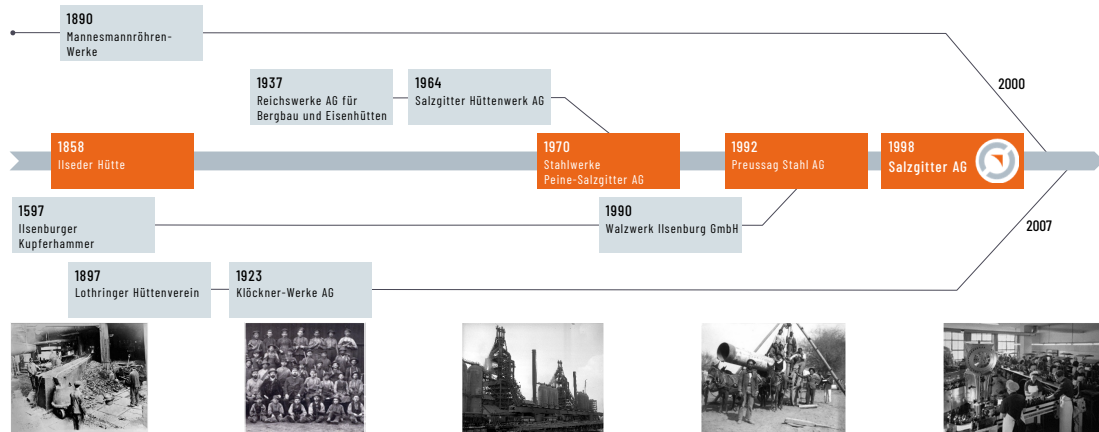 1890
Mannesmannröhren-
Werke
1937
Reichswerke AG für
Bergbau und Eisenhütten
1964
Salzgitter Hüttenwerk AG
2000
1858
Ilseder Hütte
1970
Stahlwerke
Peine-Salzgitter AG
1992
Preussag Stahl AG
1998
Salzgitter AG
1597
Ilsenburger
Kupferhammer
1990
Walzwerk Ilsenburg GmbH
2007
1897
Lothringer Hüttenverein
1923
Klöckner-Werke AG